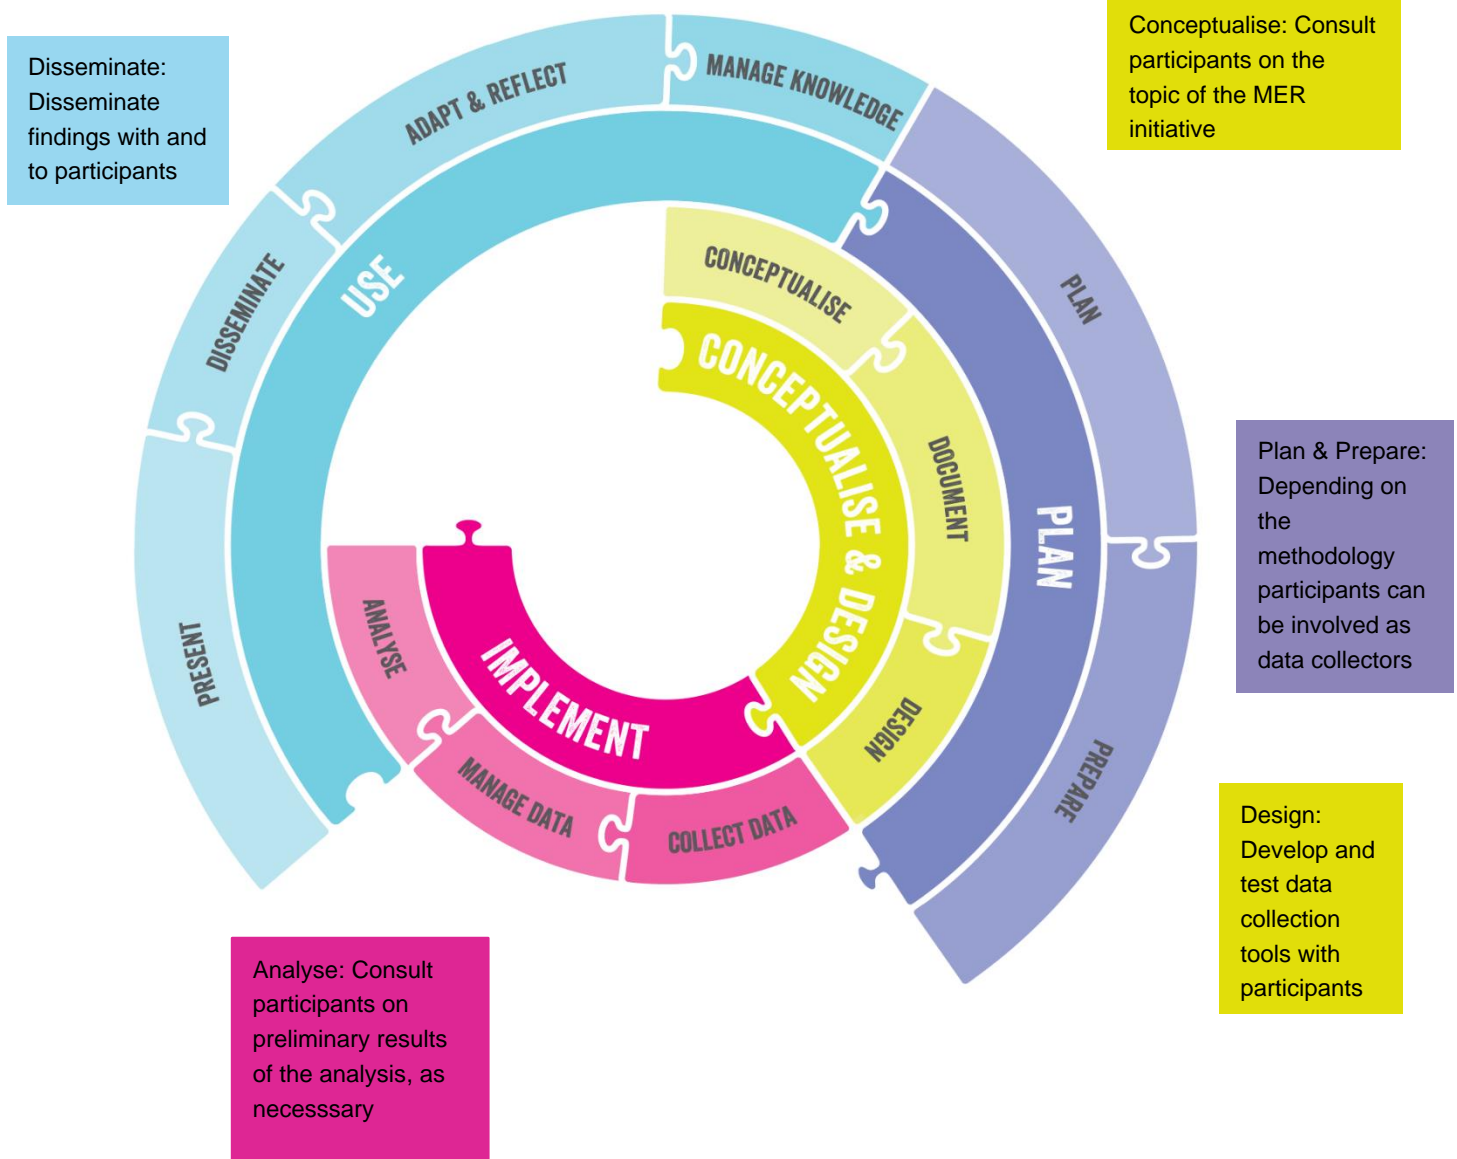 Disseminate:
Disseminate
findings with and
to participants
Conceptualise: Consult
participants on the
topic of the MER
initiative
ADAPT & REFLECT
MANAGE KNOWLEDGE
DISSEMINATE
PRESENT
USE
PLAN
PREPARE
PLAN
CONCEPTUALISE
DOCUMENT
DESIGN
CONCEPTUALISE & DESIGN
IMPLEMENT
ANALYSE
MANAGE DATA
COLLECT DATA
Plan & Prepare:
Depending on
the
methodology
participants can
be involved as
data collectors
Design:
Develop and
test data
collection
tools with
participants
Analyse: Consult
participants on
preliminary results
of the analysis, as
necesssary